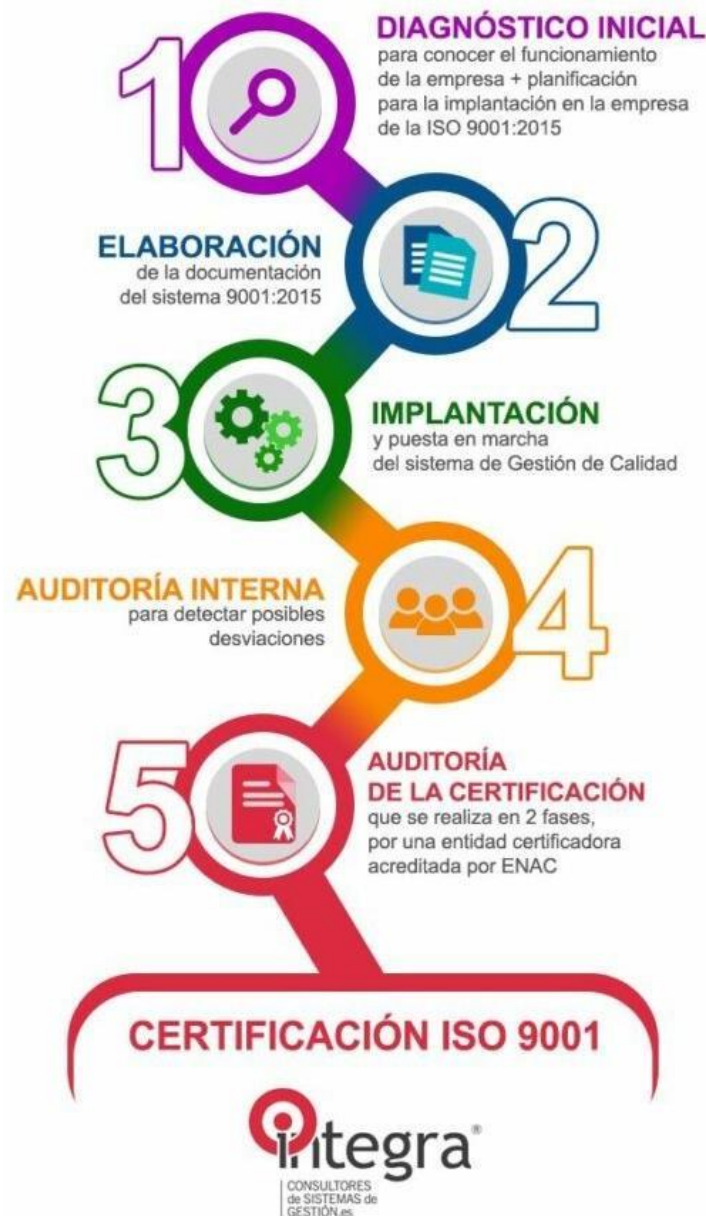 1
DIAGNÓSTICO INICIAL
para conocer el funcionamiento
de la empresa + planificación
para la implantación en la empresa
de la ISO 9001:2015
2
ELABORACIÓN
de la documentación
del sistema 9001:2015
3
IMPLANTACIÓN
y puesta en marcha
del sistema de Gestión de Calidad
4
AUDITORÍA INTERNA
para detectar posibles
desviaciones
5
AUDITORÍA
DE LA CERTIFICACIÓN
que se realiza en 2 fases,
por una entidad certificadora
acreditada por ENAC
CERTIFICACIÓN ISO 9001
integra®
CONSULTORES
de SISTEMAS de
GESTIÓN.es